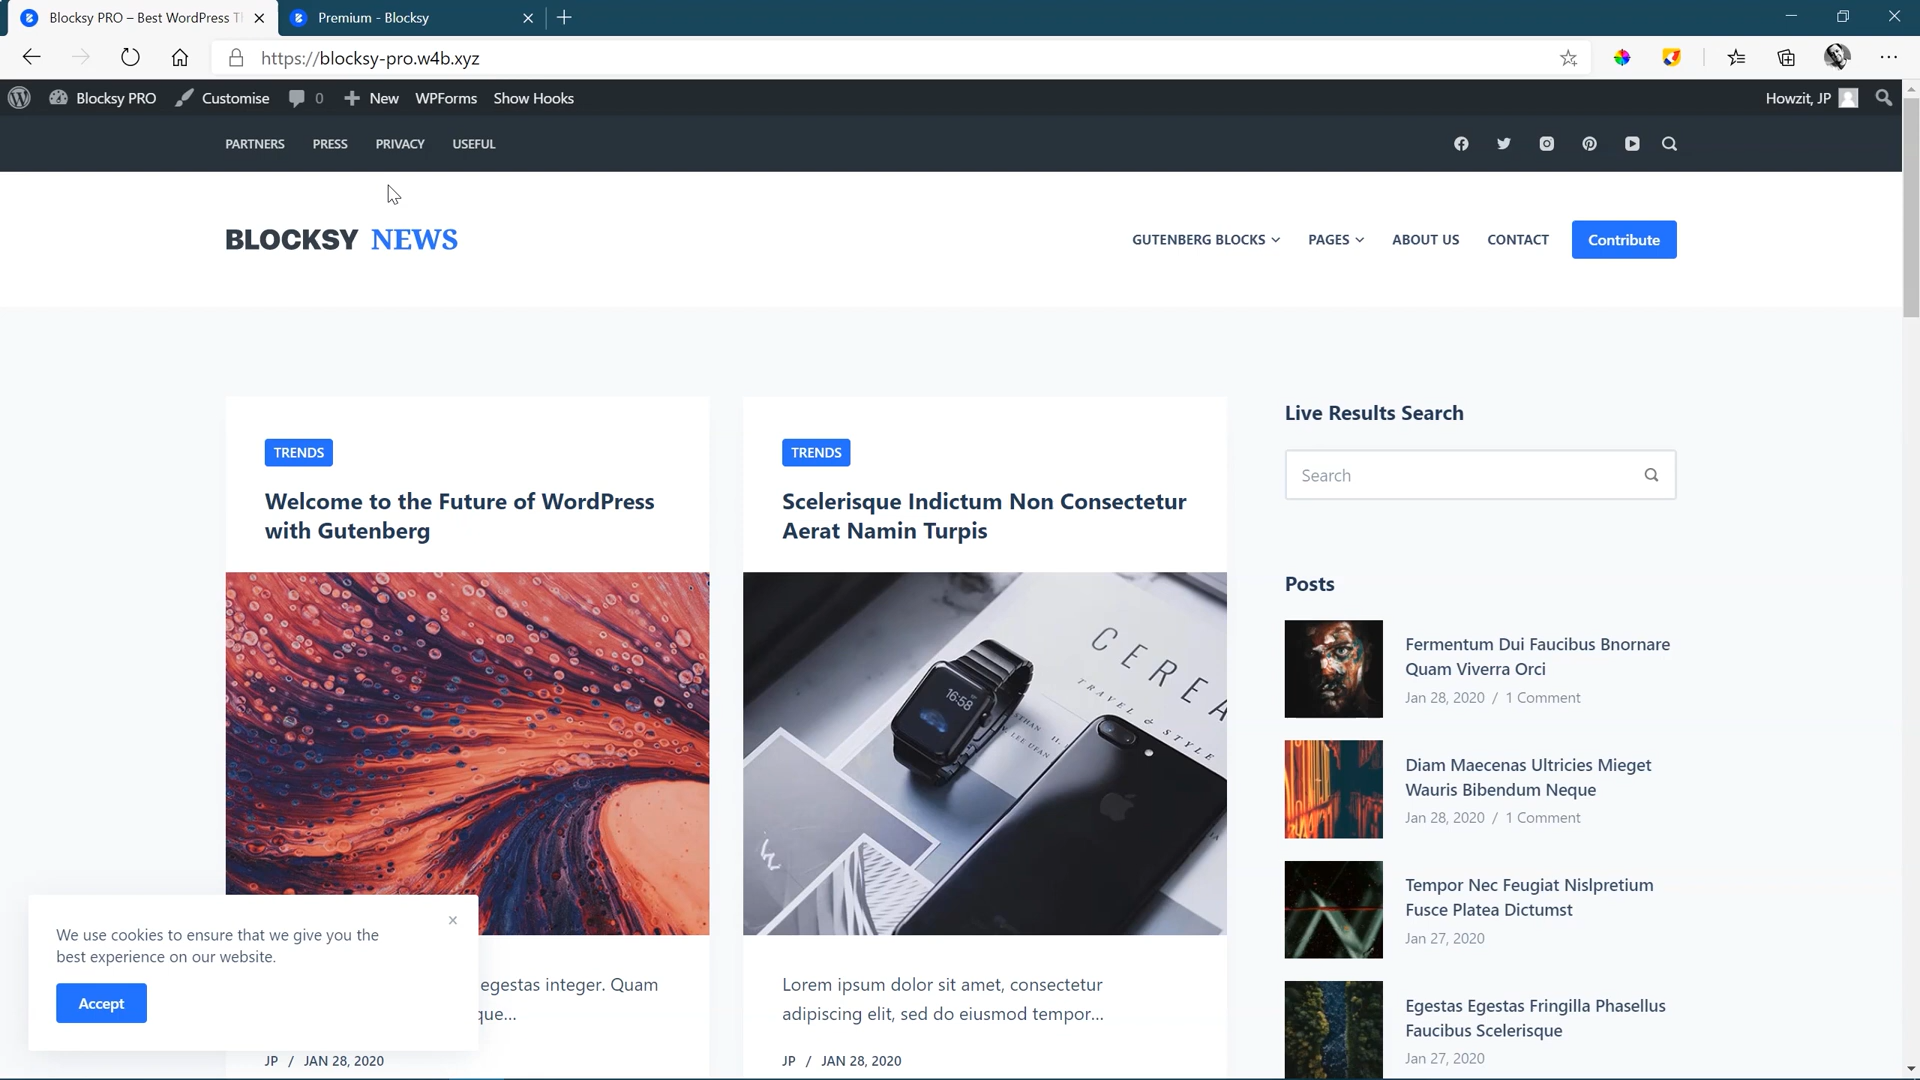 Blocksy PRO – Best WordPress T
Premium - Blocksy
https://blocksy-pro.w4b.xyz
Blocksy PRO
Customise
0
New
WPForms
Show Hooks
Howzit, JP
PARTNERS
PRESS
PRIVACY
USEFUL
BLOCKSY NEWS
GUTENBERG BLOCKS
PAGES
ABOUT US
CONTACT
Contribute
TRENDS
Welcome to the Future of WordPress
with Gutenberg
egestas integer. Quam
que...
JP / JAN 28, 2020
TRENDS
Scelerisque Indictum Non Consectetur
Aerat Namin Turpis
16:58
CEREA
TRAVEL & STYLE
Lorem ipsum dolor sit amet, consectetur
adipiscing elit, sed do eiusmod tempor...
JP / JAN 28, 2020
Live Results Search
Search
Posts
Fermentum Dui Faucibus Bnornare
Quam Viverra Orci
Jan 28, 2020 / 1 Comment
Diam Maecenas Ultricies Mieget
Wauris Bibendum Neque
Jan 28, 2020 / 1 Comment
Tempor Nec Feugiat Nislpretium
Fusce Platea Dictumst
Jan 27, 2020
Egestas Egestas Fringilla Phasellus
Faucibus Scelerisque
Jan 27, 2020
We use cookies to ensure that we give you the
best experience on our website.
Accept